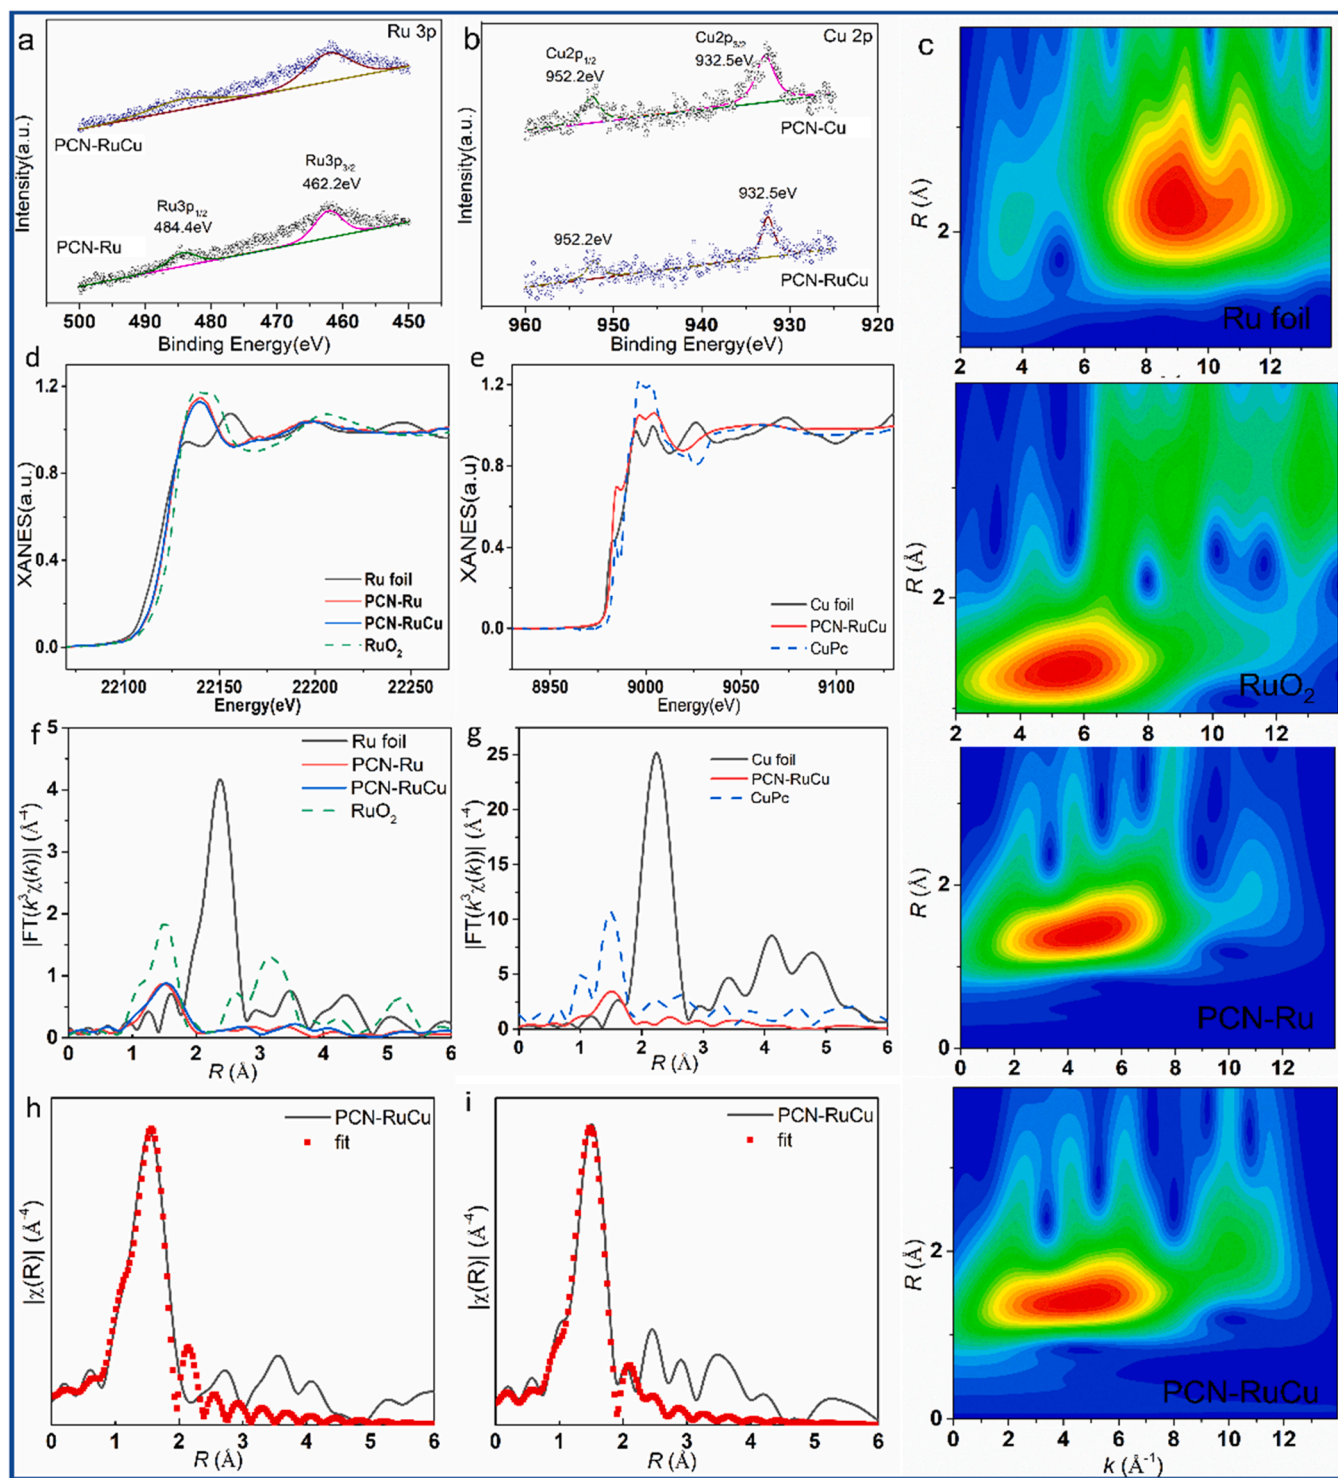 a
Ru 3p
PCN-RuCu
Ru3p3/2
462.2eV
Ru3p1/2
484.4eV
PCN-Ru
Intensity(a.u.)
500 490 480 470 460 450
Binding Energy(eV)
b
Cu 2p
Cu2p1/2
952.2eV
Cu2p3/2
932.5eV
PCN-Cu
932.5eV
952.2eV
PCN-RuCu
Intensity(a.u.)
960 950 940 930 920
Binding Energy(eV)
c
R (Å)
2
Ru foil
2 4 6 8 10 12
d
XANES(a.u.)
1.2
0.8
0.4
0.0
Ru foil
PCN-Ru
PCN-RuCu
RuO2
22100 22150 22200 22250
Energy(eV)
e
XANES(a.u)
1.2
0.8
0.4
0.0
Cu foil
PCN-RuCu
CuPc
8950 9000 9050 9100
Energy(eV)
R (Å)
2
RuO2
2 4 6 8 10 12
f
|FT(k³χ(k))| (Å⁻⁴)
5
4
3
2
1
0
Ru foil
PCN-Ru
PCN-RuCu
RuO2
0 1 2 3 4 5 6
R (Å)
g
|FT(k³χ(k))| (Å⁻⁴)
25
20
15
10
5
0
Cu foil
PCN-RuCu
CuPc
0 1 2 3 4 5 6
R (Å)
R (Å)
2
0
PCN-Ru
0 2 4 6 8 10 12
h
|χ(R)| (Å⁻⁴)
PCN-RuCu
fit
0 1 2 3 4 5 6
R (Å)
i
|χ(R)| (Å⁻⁴)
PCN-RuCu
fit
0 1 2 3 4 5 6
R (Å)
R (Å)
2
0
PCN-RuCu
0 2 4 6 8 10 12
k (Å⁻¹)